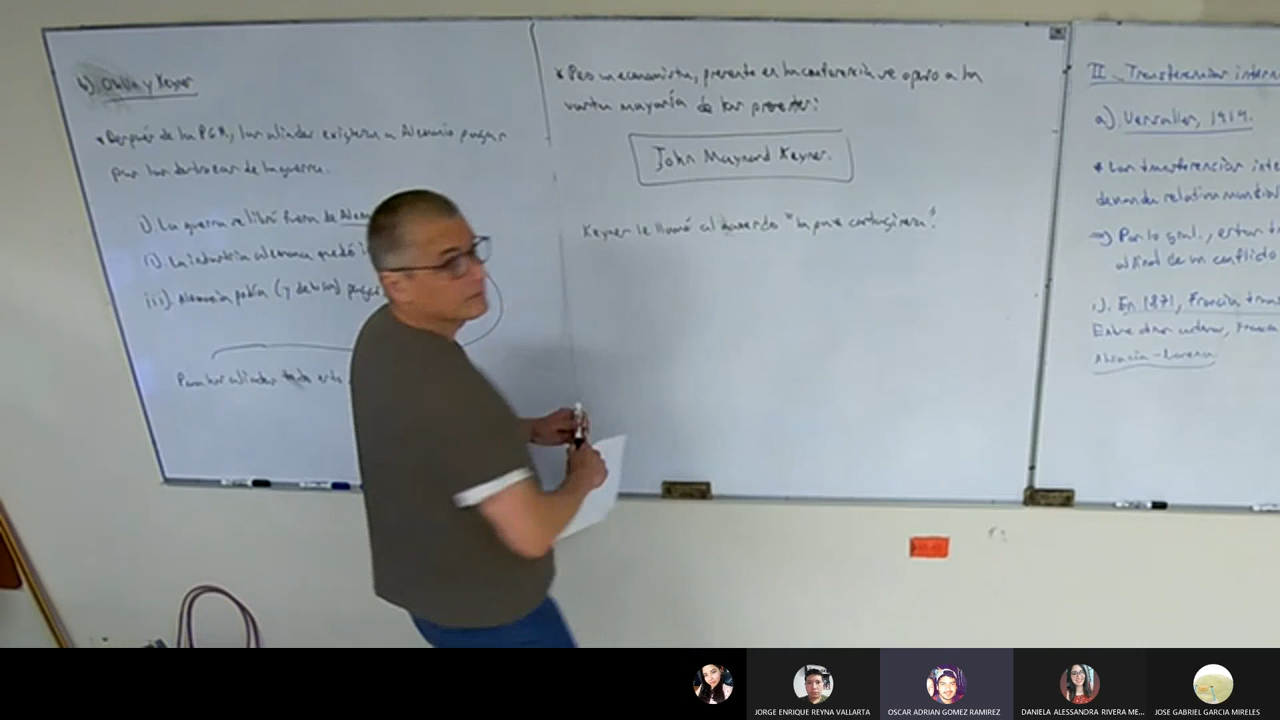 b). Ohlin y Keynes
* Después de la PGM, los aliados exigieron a Alemania pagar
por los destrozos de la guerra.
i). La guerra se libró fuera de Alem
ii). La industria alemana quedó i
iii). Alemania podía (y debía) pagar
Para los aliados todo esto
* Pero un economista, presente en la conferencia se opuso a la
vasta mayoría de los presentes:
John Maynard Keynes.
Keynes le llamó al acuerdo "la paz cartaginesa".
II. Transferencias intern
a). Versalles, 1919.
* Las transferencias inte
demanda relativa mundial
=> Por lo gral., estas t
al final de un conflicto
i). En 1871, Francia trans
Entre otras cosas, Francia
Alsacia-Lorena
JORGE ENRIQUE REYNA VALLARTA
OSCAR ADRIAN GOMEZ RAMIREZ
DANIELA ALESSANDRA RIVERA ME...
JOSE GABRIEL GARCIA MIRELES